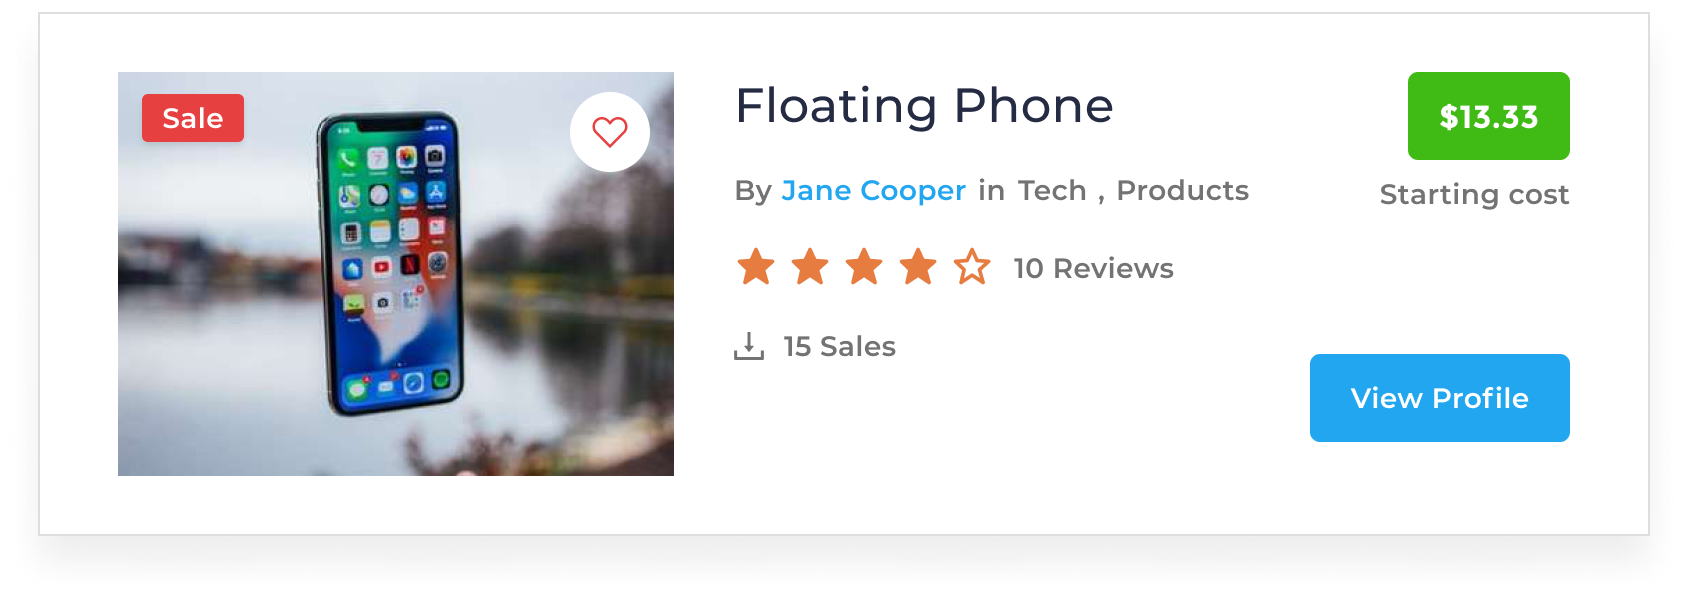 Sale
Floating Phone
$13.33
By Jane Cooper in Tech , Products
Starting cost
10 Reviews
15 Sales
View Profile